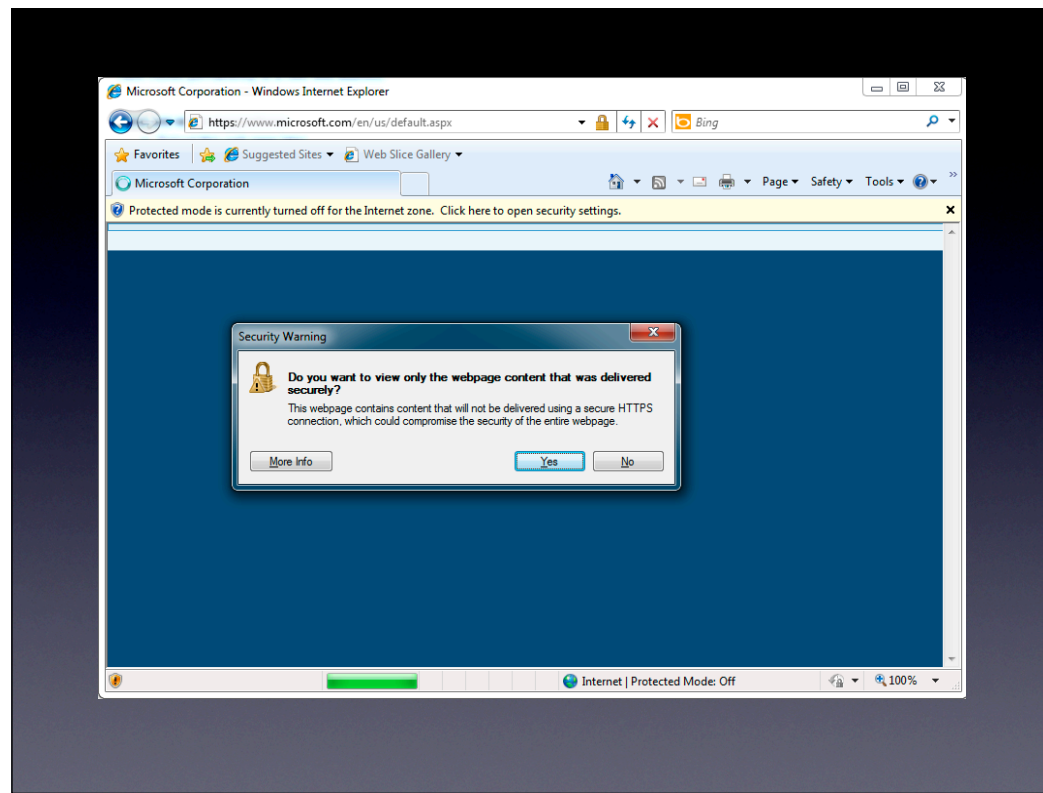 Microsoft Corporation - Windows Internet Explorer
https://www.microsoft.com/en/us/default.aspx
Bing
Favorites
Suggested Sites
Web Slice Gallery
Microsoft Corporation
Page
Safety
Tools
Protected mode is currently turned off for the Internet zone. Click here to open security settings.
Security Warning
Do you want to view only the webpage content that was delivered
securely?
This webpage contains content that will not be delivered using a secure HTTPS
connection, which could compromise the security of the entire webpage.
More Info
Yes
No
Internet | Protected Mode: Off
100%